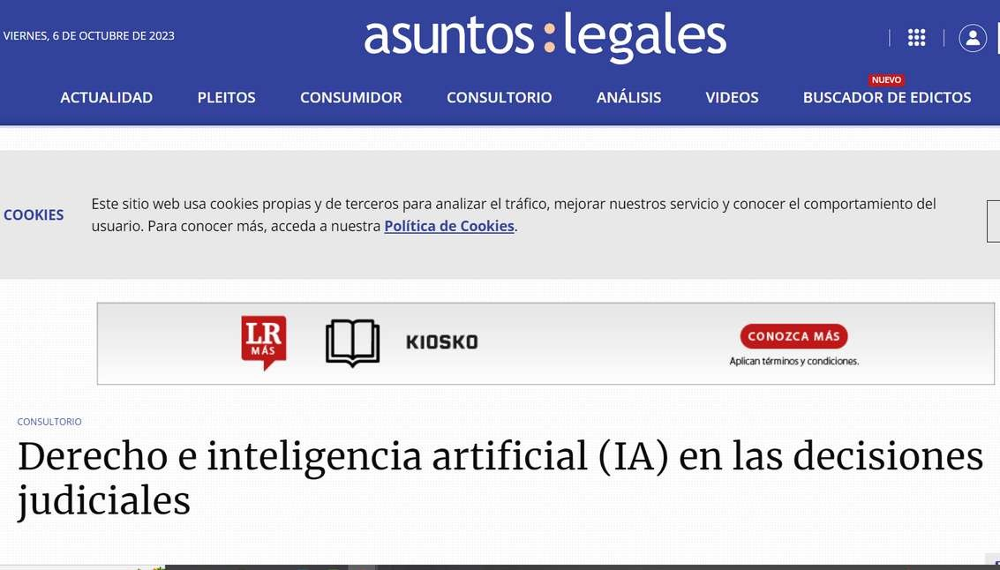 VIERNES, 6 DE OCTUBRE DE 2023
asuntos:legales
NUEVO
ACTUALIDAD PLEITOS CONSUMIDOR CONSULTORIO ANÁLISIS VIDEOS BUSCADOR DE EDICTOS
COOKIES
Este sitio web usa cookies propias y de terceros para analizar el tráfico, mejorar nuestros servicio y conocer el comportamiento del
usuario. Para conocer más, acceda a nuestra Política de Cookies.
LR
MÁS
KIOSKO
CONOZCA MÁS
Aplican términos y condiciones.
CONSULTORIO
Derecho e inteligencia artificial (IA) en las decisiones
judiciales